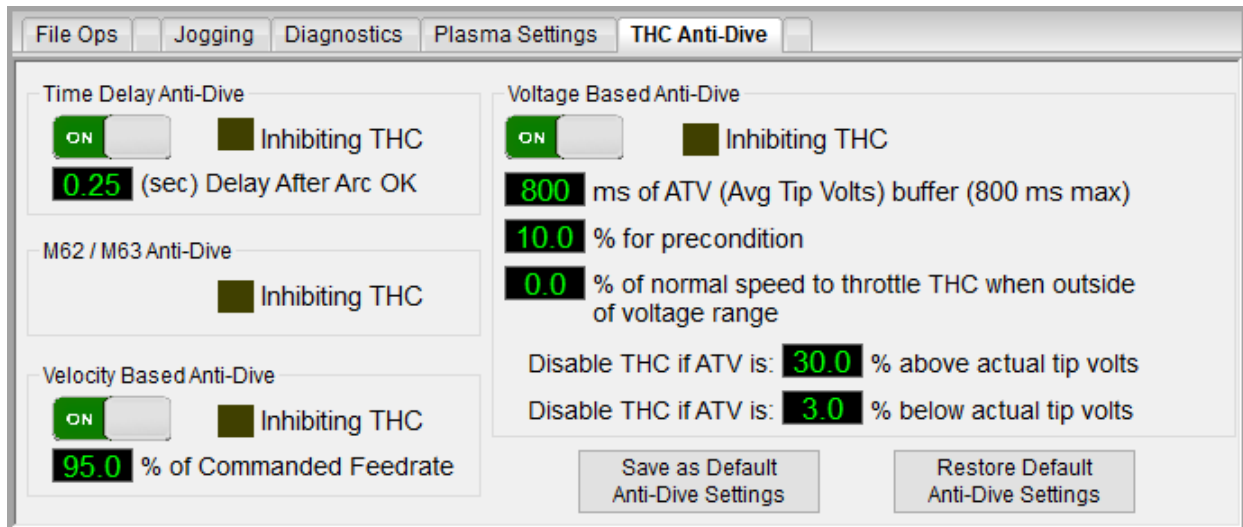 File Ops
Jogging
Diagnostics
Plasma Settings
THC Anti-Dive
Time Delay Anti-Dive
ON
Inhibiting THC
0.25 (sec) Delay After Arc OK
M62 / M63 Anti-Dive
Inhibiting THC
Velocity Based Anti-Dive
ON
Inhibiting THC
95.0 % of Commanded Feedrate
Voltage Based Anti-Dive
ON
Inhibiting THC
800 ms of ATV (Avg Tip Volts) buffer (800 ms max)
10.0 % for precondition
0.0 % of normal speed to throttle THC when outside
of voltage range
Disable THC if ATV is: 30.0 % above actual tip volts
Disable THC if ATV is: 3.0 % below actual tip volts
Save as Default
Anti-Dive Settings
Restore Default
Anti-Dive Settings